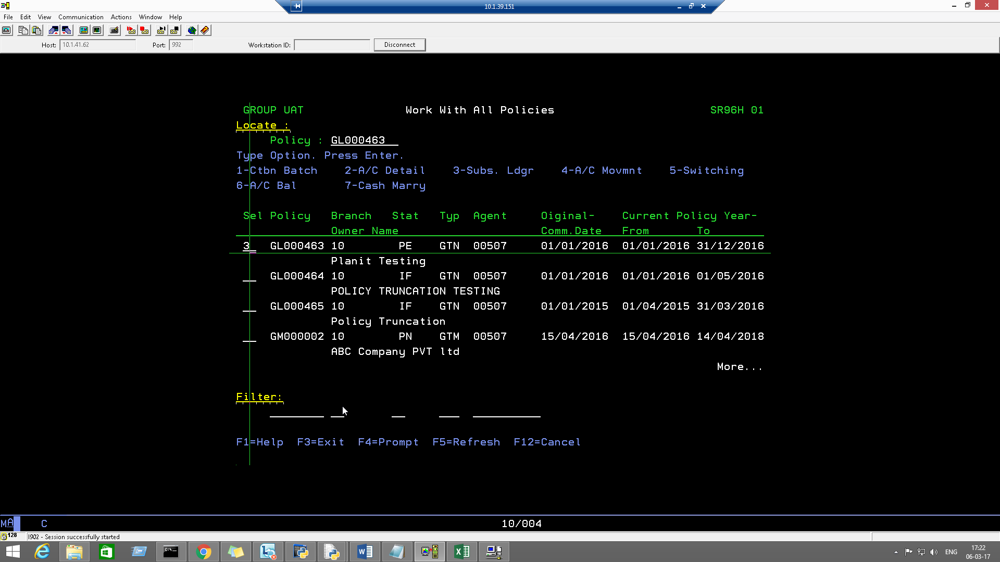 10.1.39.151
File Edit View Communication Actions Window Help
Host: 10.1.41.62 Port: 992 Workstation ID: Disconnect
GROUP UAT Work With All Policies SR96H 01
Locate :
Policy : GL000463
Type Option. Press Enter.
1-Ctbn Batch 2-A/C Detail 3-Subs. Ldgr 4-A/C Movmnt 5-Switching
6-A/C Bal 7-Cash Marry
Sel Policy Branch Stat Typ Agent Oiginal- Current Policy Year-
Owner Name Comm.Date From To
3 GL000463 10 PE GTN 00507 01/01/2016 01/01/2016 31/12/2016
Planit Testing
GL000464 10 IF GTN 00507 01/01/2016 01/01/2016 01/05/2016
POLICY TRUNCATION TESTING
GL000465 10 IF GTN 00507 01/01/2015 01/04/2015 31/03/2016
Policy Truncation
GM000002 10 PN GTM 00507 15/04/2016 15/04/2016 14/04/2018
ABC Company PVT ltd
More...
Filter:
F1=Help F3=Exit F4=Prompt F5=Refresh F12=Cancel
MA C 10/004
128 I902 - Session successfully started
ENG 17:22
06-03-17